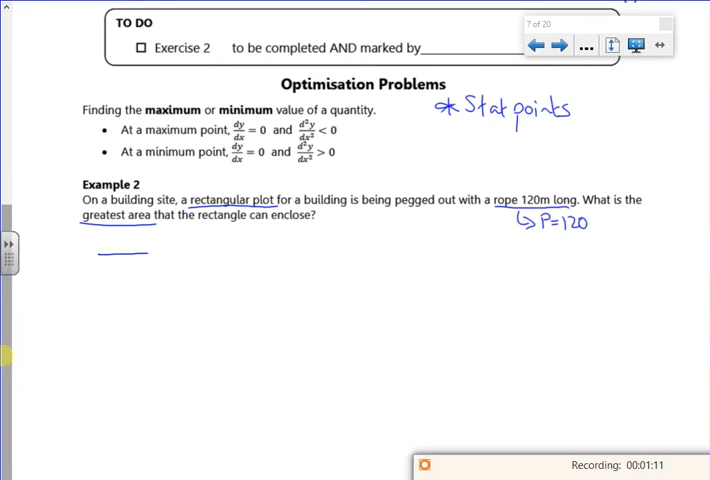 TO DO
Exercise 2 to be completed AND marked by
7 of 20
Optimisation Problems
Finding the maximum or minimum value of a quantity.
* Stat points
• At a maximum point, dy/dx = 0 and d²y/dx² < 0
• At a minimum point, dy/dx = 0 and d²y/dx² > 0
Example 2
On a building site, a rectangular plot for a building is being pegged out with a rope 120m long. What is the
greatest area that the rectangle can enclose?
↳ P=120
Recording: 00:01:11